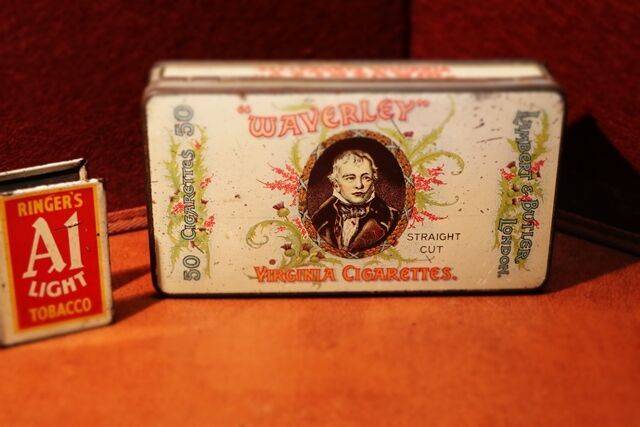 RINGER'S
A1
LIGHT
TOBACCO
50 CIGARETTES 50
"WAVERLEY"
STRAIGHT
CUT
VIRGINIA CIGARETTES.
LAMBERT & BUTLER,
LONDON.